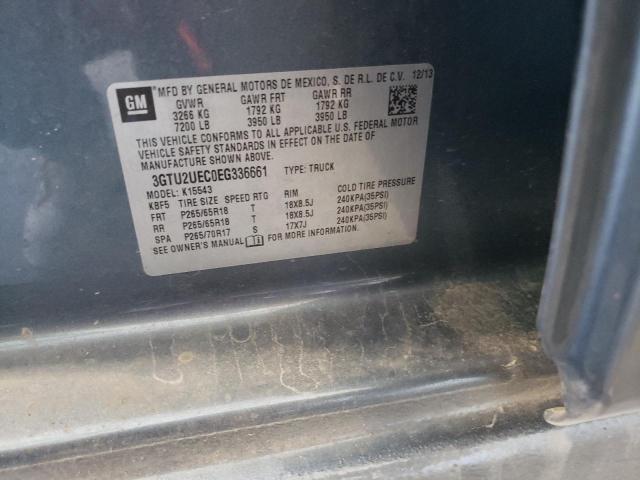 GM
MFD BY GENERAL MOTORS DE MEXICO, S. DE R.L. DE C.V. 12/13
GVWR GAWR FRT GAWR RR
3266 KG 1792 KG 1792 KG
7200 LB 3950 LB 3950 LB
THIS VEHICLE CONFORMS TO ALL APPLICABLE U.S. FEDERAL MOTOR
VEHICLE SAFETY STANDARDS IN EFFECT ON THE DATE OF
MANUFACTURE SHOWN ABOVE.
3GTU2UEC0EG336661 TYPE: TRUCK
MODEL: K15543
KBF5 TIRE SIZE SPEED RTG RIM COLD TIRE PRESSURE
FRT P265/65R18 T 18X8.5J 240KPA(35PSI)
RR P265/65R18 T 18X8.5J 240KPA(35PSI)
SPA P265/70R17 S 17X7J 240KPA(35PSI)
SEE OWNER'S MANUAL FOR MORE INFORMATION.